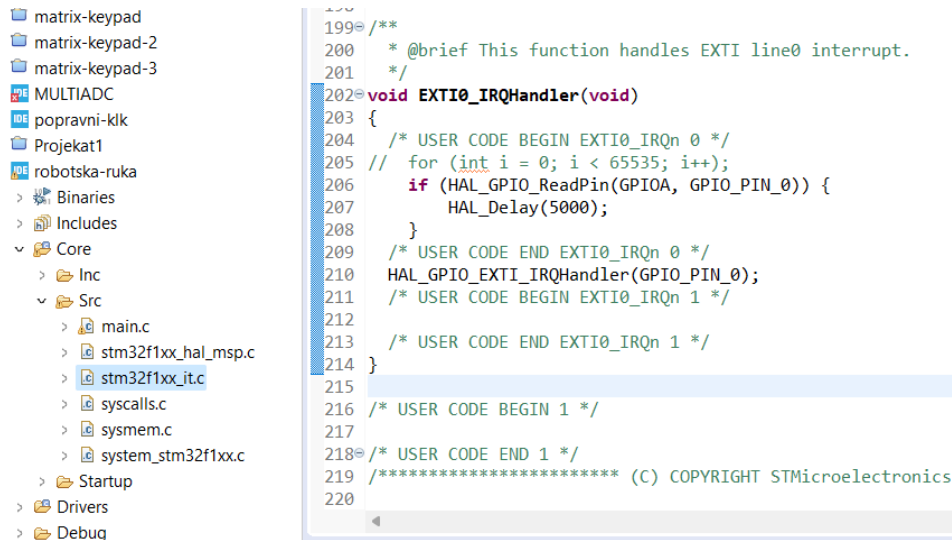 matrix-keypad
matrix-keypad-2
matrix-keypad-3
IDE MULTIADC
IDE popravni-klk
Projekat1
IDE robotska-ruka
Binaries
Includes
Core
Inc
Src
main.c
stm32f1xx_hal_msp.c
stm32f1xx_it.c
syscalls.c
sysmem.c
system_stm32f1xx.c
Startup
Drivers
Debug
199 /**
200 * @brief This function handles EXTI line0 interrupt.
201 */
202 void EXTI0_IRQHandler(void)
203 {
204 /* USER CODE BEGIN EXTI0_IRQn 0 */
205 // for (int i = 0; i < 65535; i++);
206 if (HAL_GPIO_ReadPin(GPIOA, GPIO_PIN_0)) {
207 HAL_Delay(5000);
208 }
209 /* USER CODE END EXTI0_IRQn 0 */
210 HAL_GPIO_EXTI_IRQHandler(GPIO_PIN_0);
211 /* USER CODE BEGIN EXTI0_IRQn 1 */
212
213 /* USER CODE END EXTI0_IRQn 1 */
214 }
215
216 /* USER CODE BEGIN 1 */
217
218 /* USER CODE END 1 */
219 /************************ (C) COPYRIGHT STMicroelectronics
220